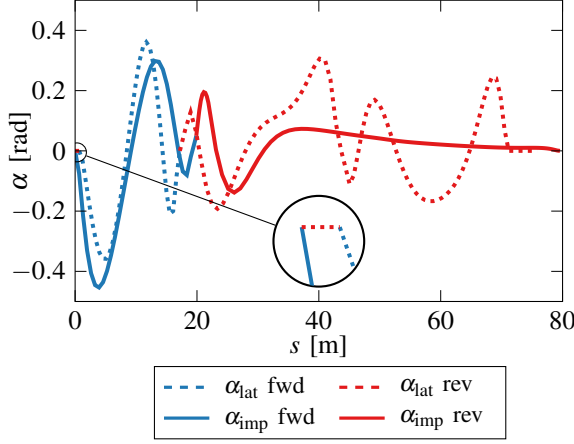 0.4
0.2
0
−0.2
−0.4
α [rad]
0 20 40 60 80
s [m]
α_lat fwd α_lat rev
α_imp fwd α_imp rev